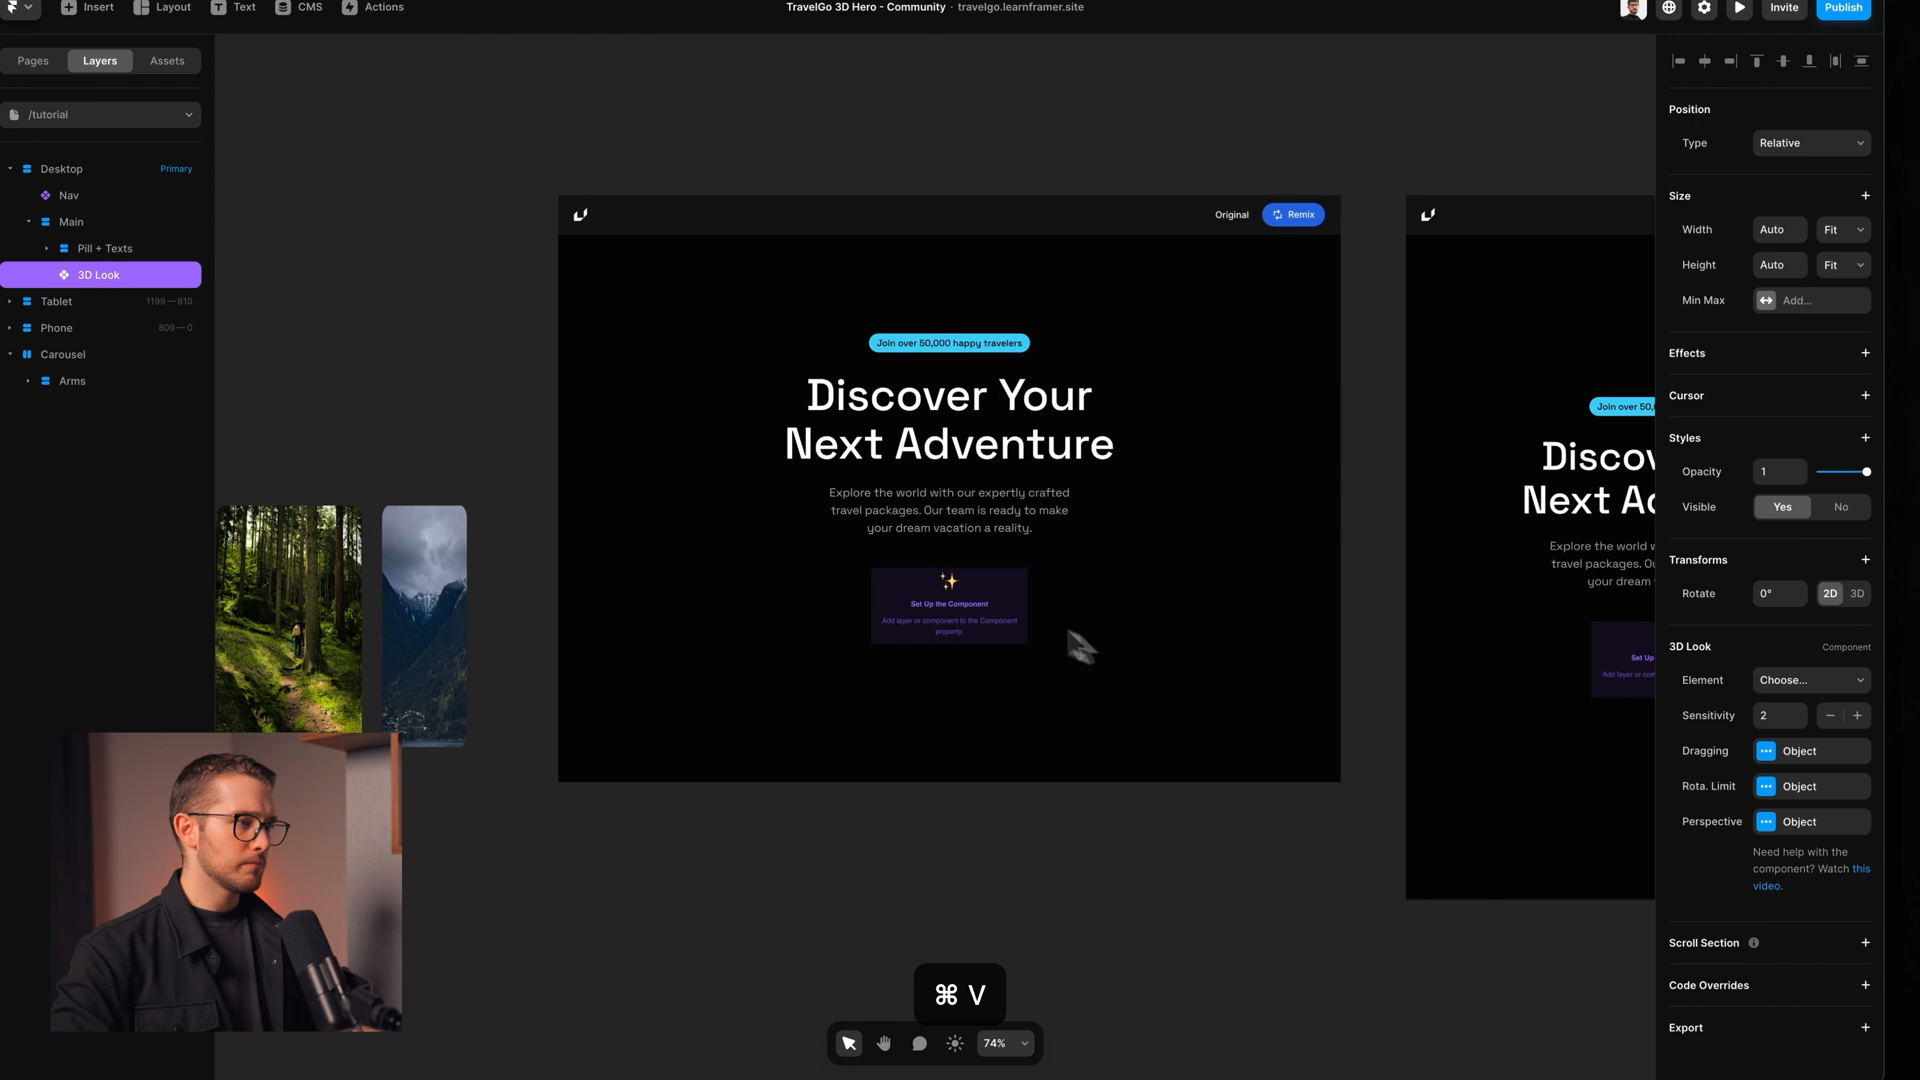 Insert
Layout
Text
CMS
Actions
TravelGo 3D Hero - Community · travelgo.learnframer.site
Invite
Publish
Pages
Layers
Assets
/tutorial
Desktop
Primary
Nav
Main
Pill + Texts
3D Look
Tablet
1199 — 810
Phone
809 — 0
Carousel
Arms
Original
Remix
Join over 50,000 happy travelers
Discover Your
Next Adventure
Explore the world with our expertly crafted
travel packages. Our team is ready to make
your dream vacation a reality.
Set Up the Component
Add layer or component to the Component
property.
Join over 50,
Discov
Next Ad
Explore the world w
travel packages. Ou
your dream
Set Up
Add layer or com
⌘ V
74%
Position
Type
Relative
Size
Width
Auto
Fit
Height
Auto
Fit
Min Max
Add...
Effects
Cursor
Styles
Opacity
1
Visible
Yes
No
Transforms
Rotate
0°
2D
3D
3D Look
Component
Element
Choose...
Sensitivity
2
Dragging
Object
Rota. Limit
Object
Perspective
Object
Need help with the
component? Watch this
video.
Scroll Section
Code Overrides
Export